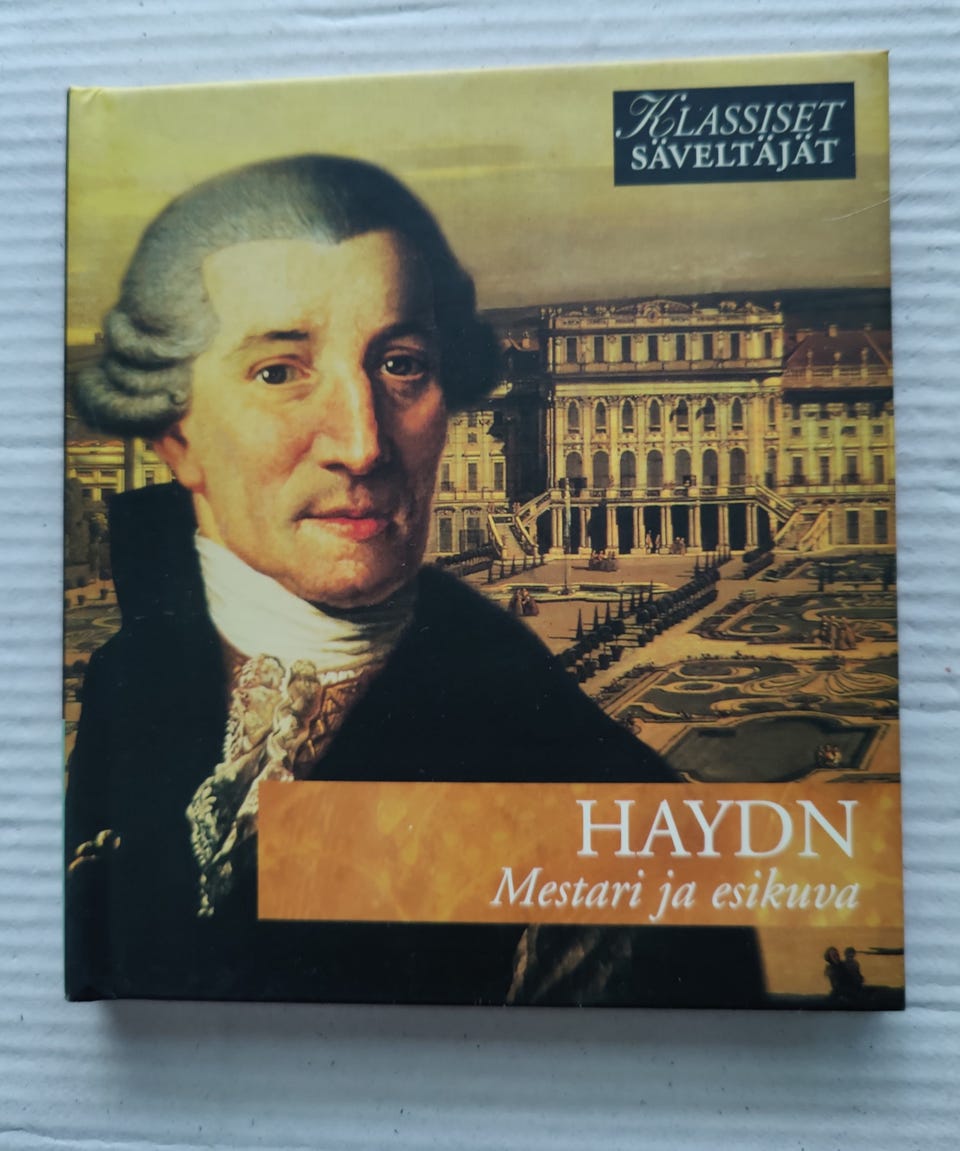 KLASSISET
SÄVELTÄJÄT
HAYDN
Mestari ja esikuva